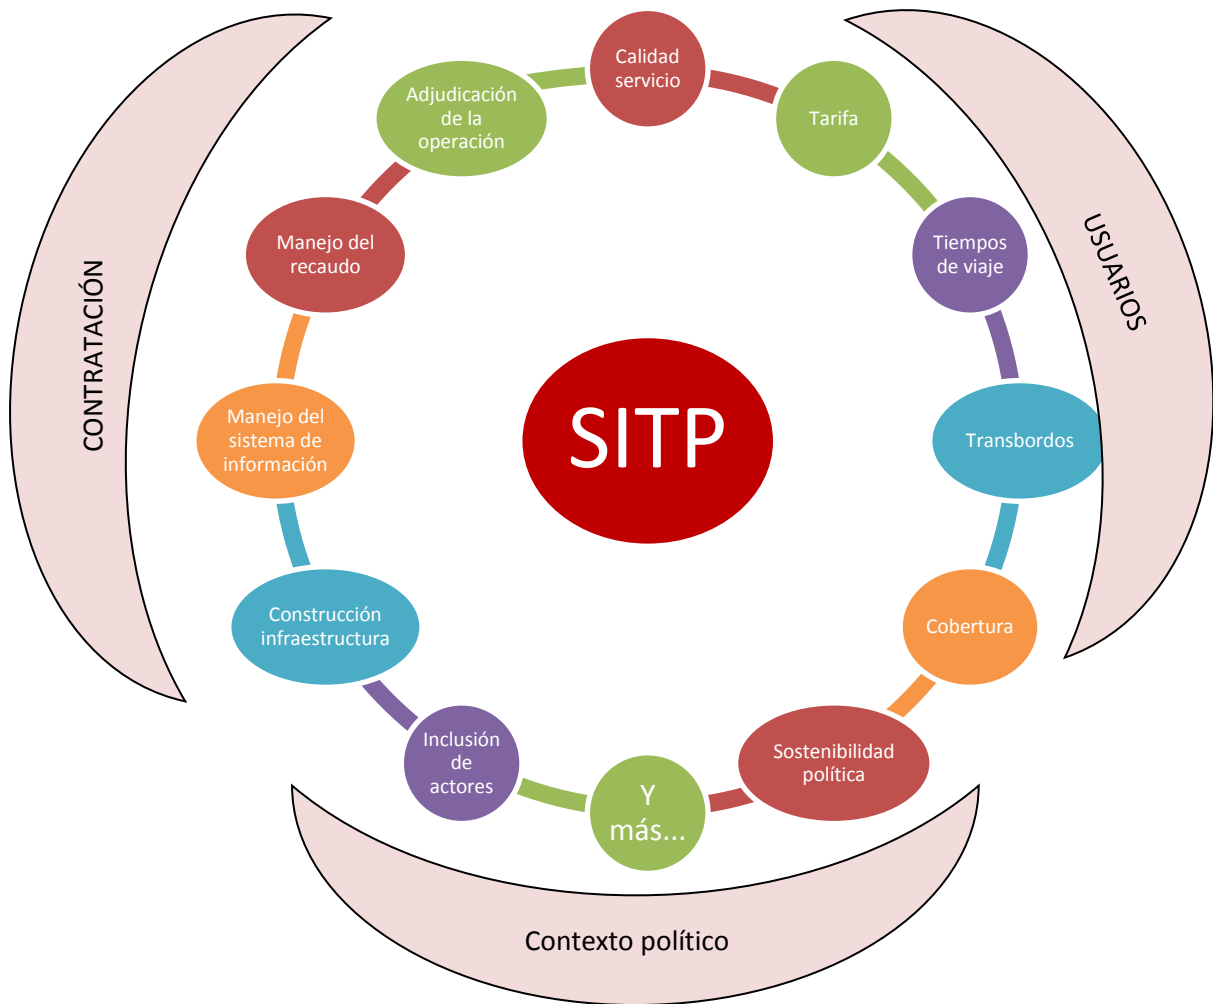 Calidad
servicio
Tarifa
Tiempos
de viaje
Transbordos
Cobertura
Sostenibilidad
política
Y
más...
Inclusión
de
actores
Construcción
infraestructura
Manejo del
sistema de
información
Manejo del
recaudo
Adjudicación
de la
operación
SITP
CONTRATACIÓN
USUARIOS
Contexto político